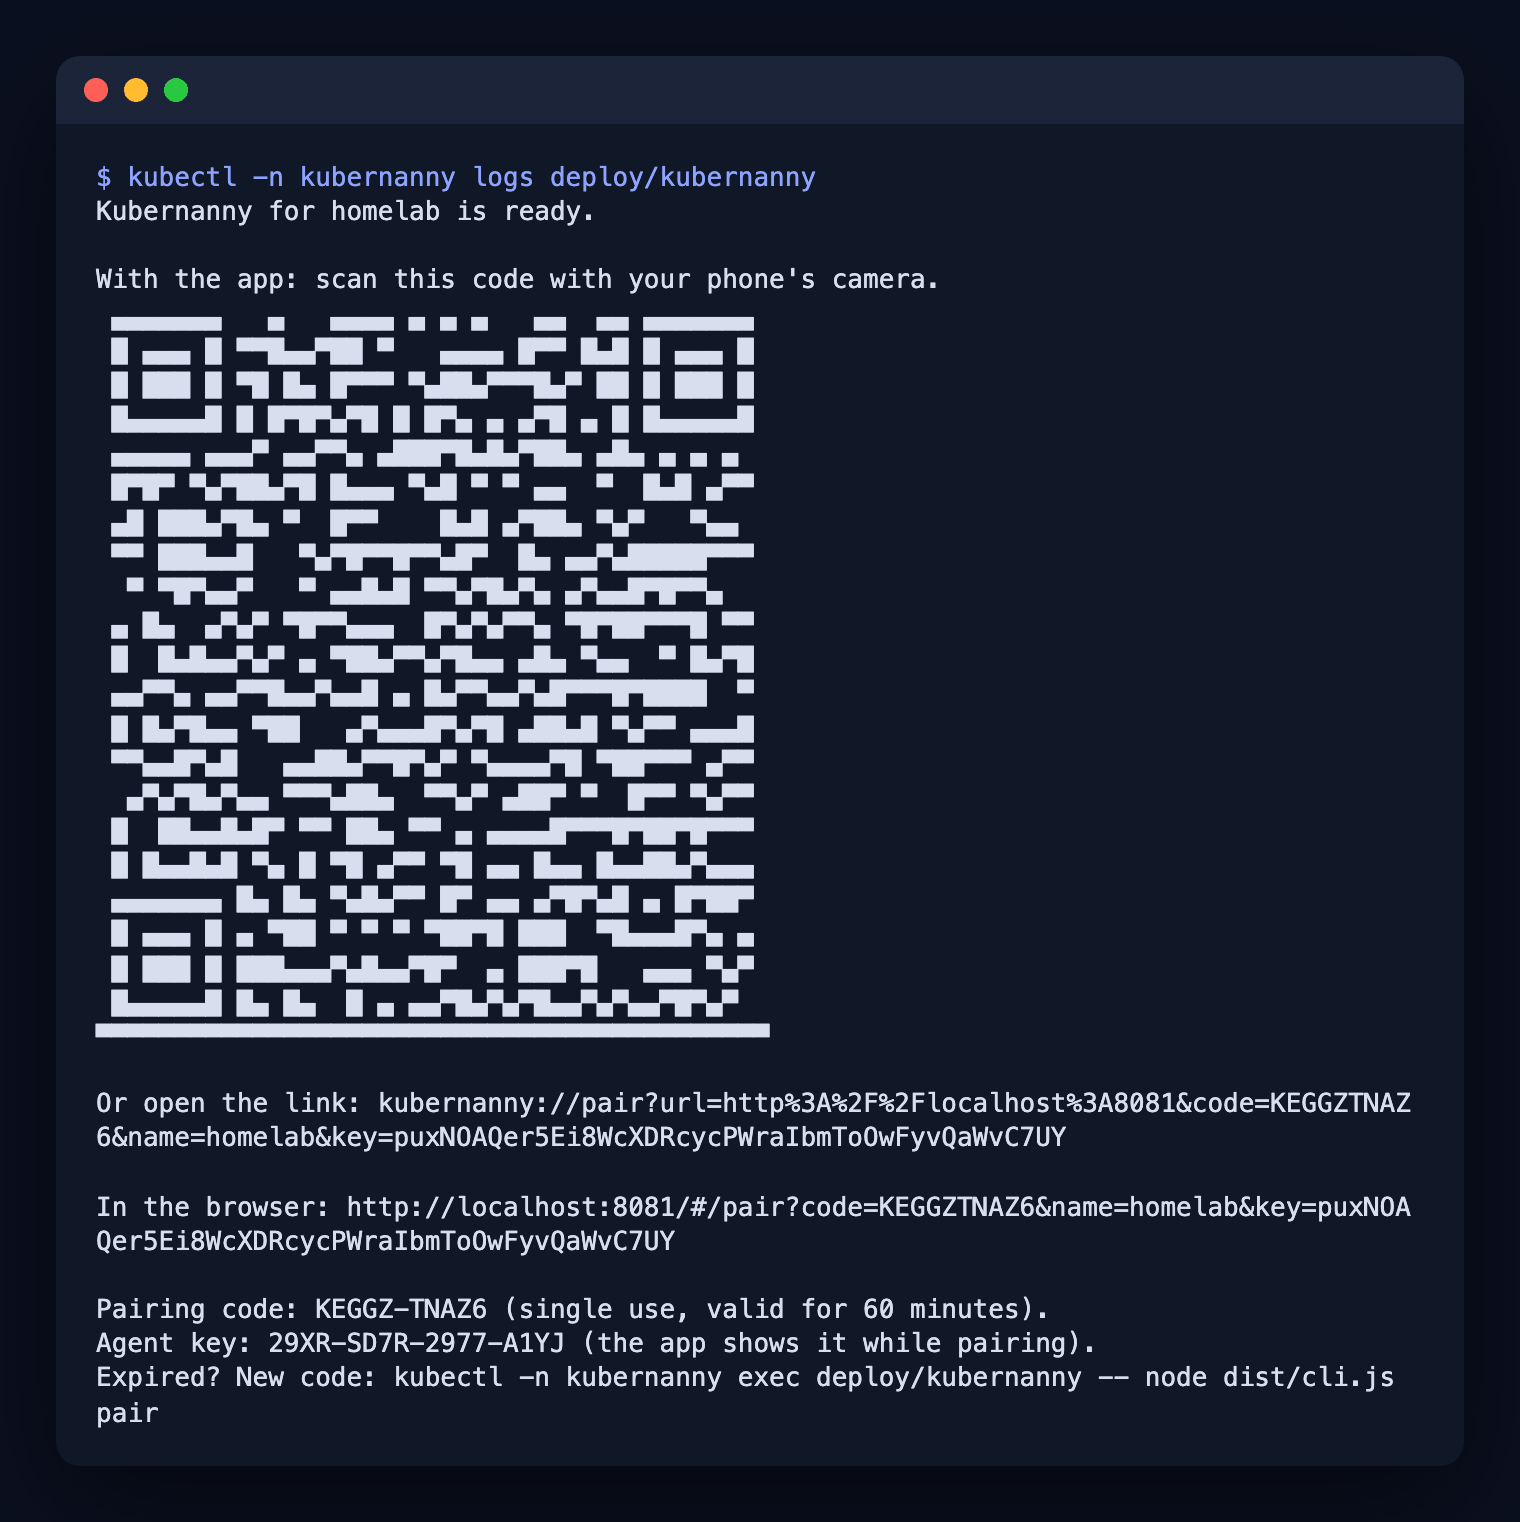 $ kubectl -n kubernanny logs deploy/kubernanny
Kubernanny for homelab is ready.
With the app: scan this code with your phone's camera.
Or open the link: kubernanny://pair?url=http%3A%2F%2Flocalhost%3A8081&code=KEGGZTNAZ
6&name=homelab&key=puxNOAQer5Ei8WcXDRcycPWraIbmToOwFyvQaWvC7UY
In the browser: http://localhost:8081/#/pair?code=KEGGZTNAZ6&name=homelab&key=puxNOA
Qer5Ei8WcXDRcycPWraIbmToOwFyvQaWvC7UY
Pairing code: KEGGZ-TNAZ6 (single use, valid for 60 minutes).
Agent key: 29XR-SD7R-2977-A1YJ (the app shows it while pairing).
Expired? New code: kubectl -n kubernanny exec deploy/kubernanny -- node dist/cli.js
pair